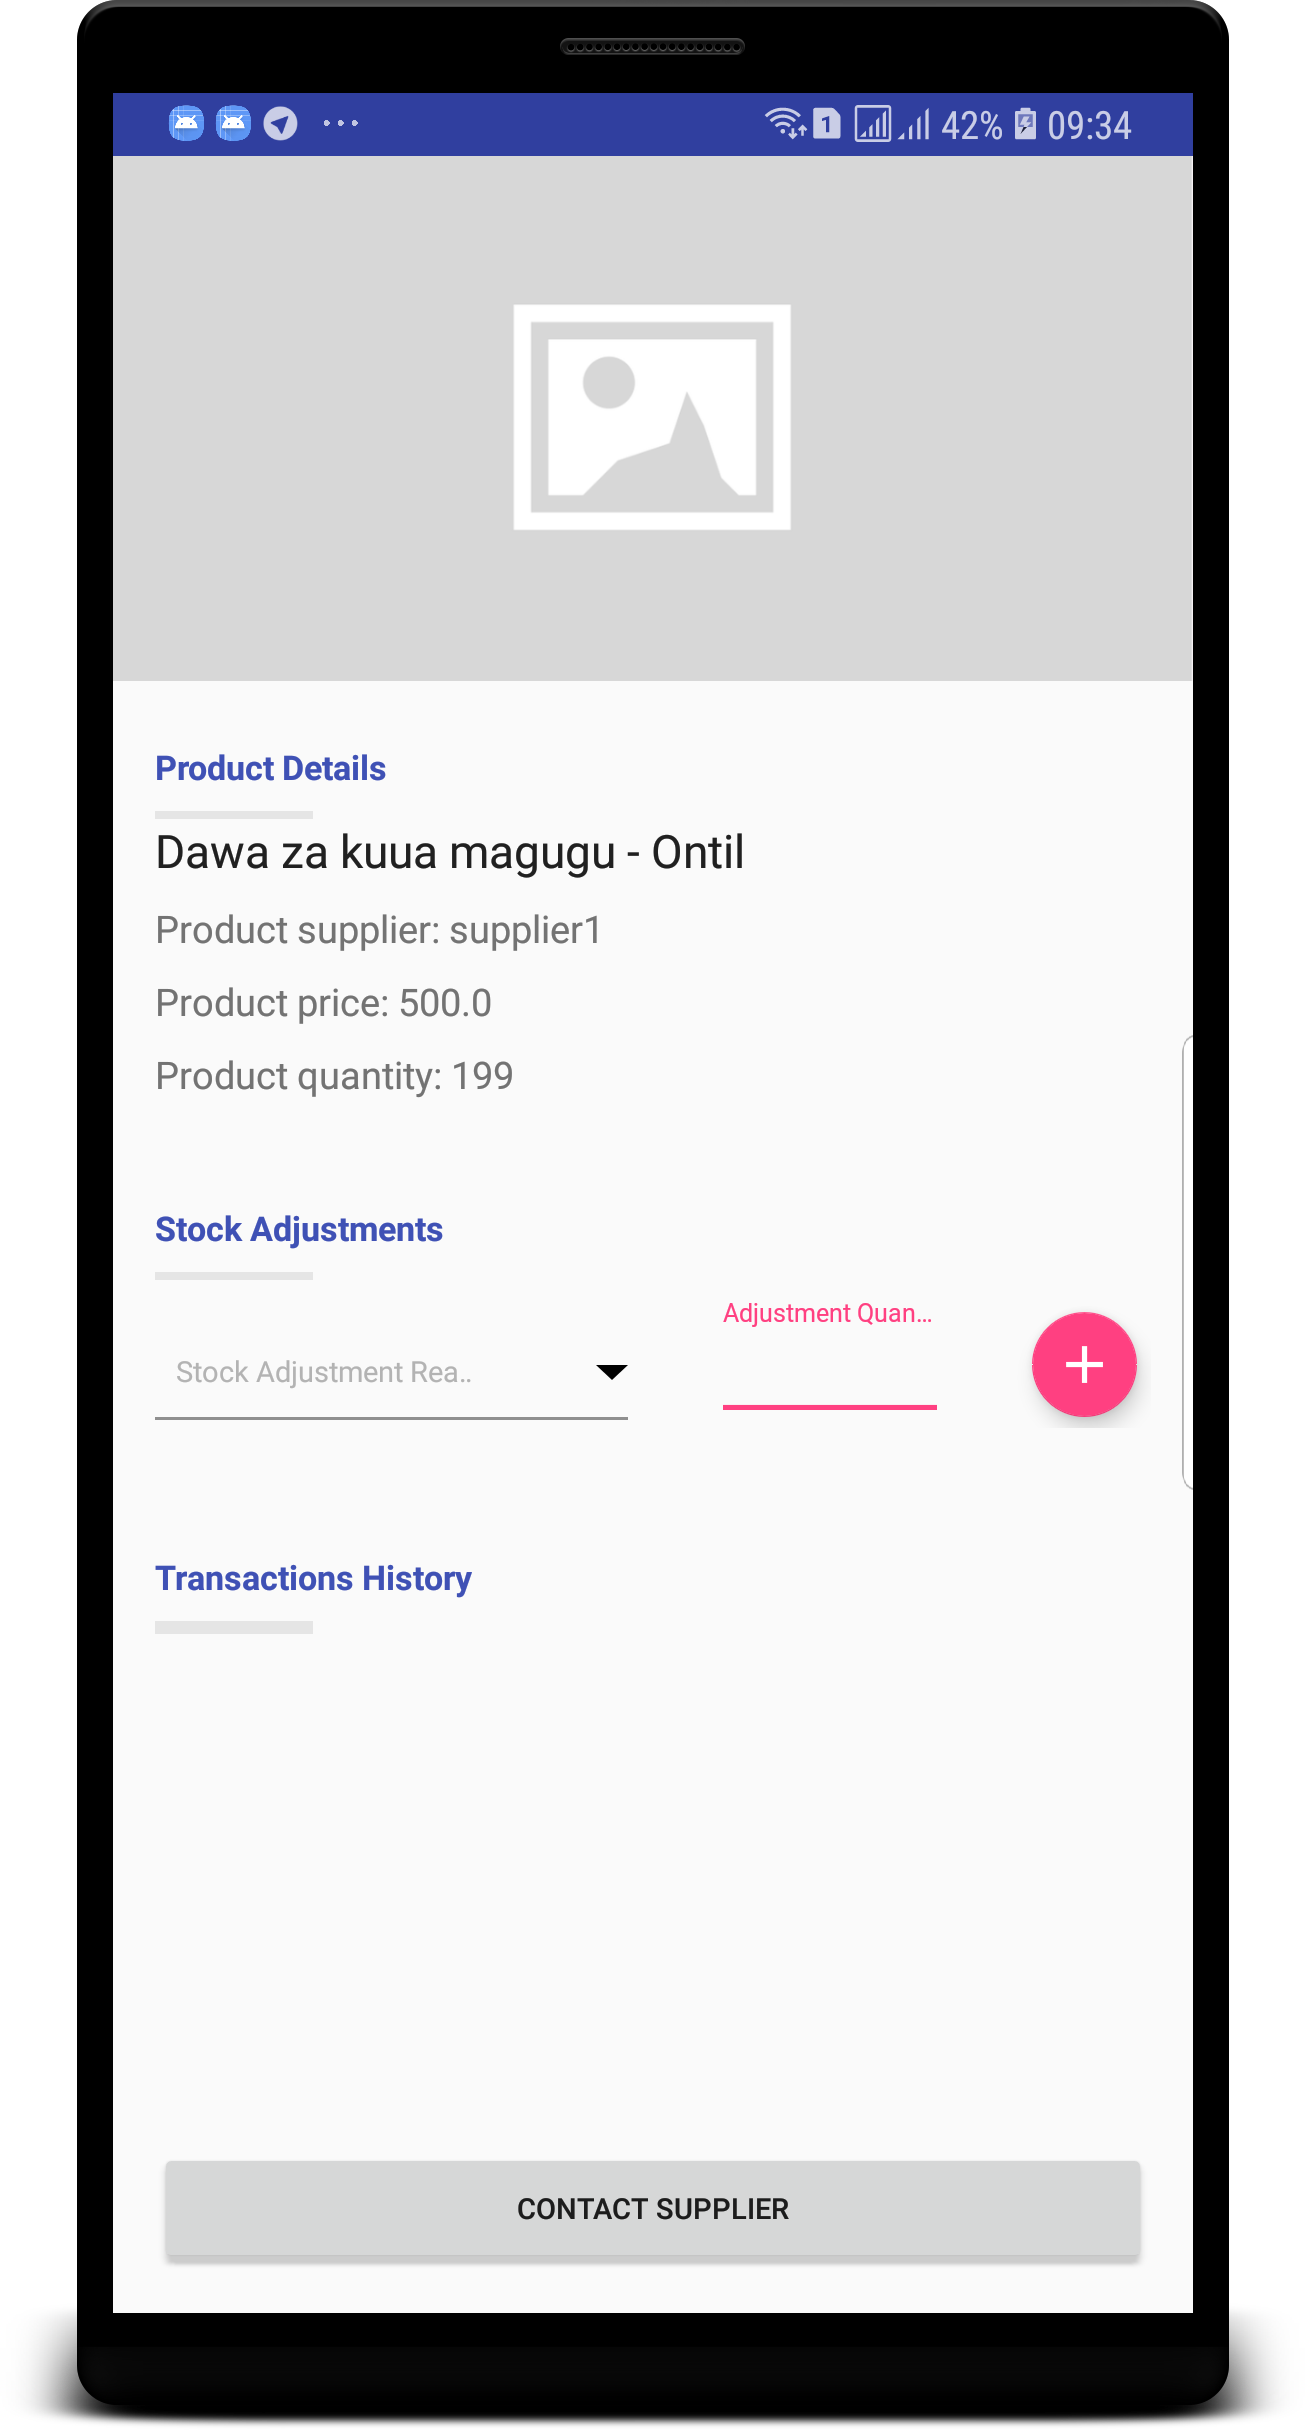 1 42% 09:34
Product Details
Dawa za kuua magugu - Ontil
Product supplier: supplier1
Product price: 500.0
Product quantity: 199
Stock Adjustments
Adjustment Quan...
Stock Adjustment Rea..
Transactions History
CONTACT SUPPLIER